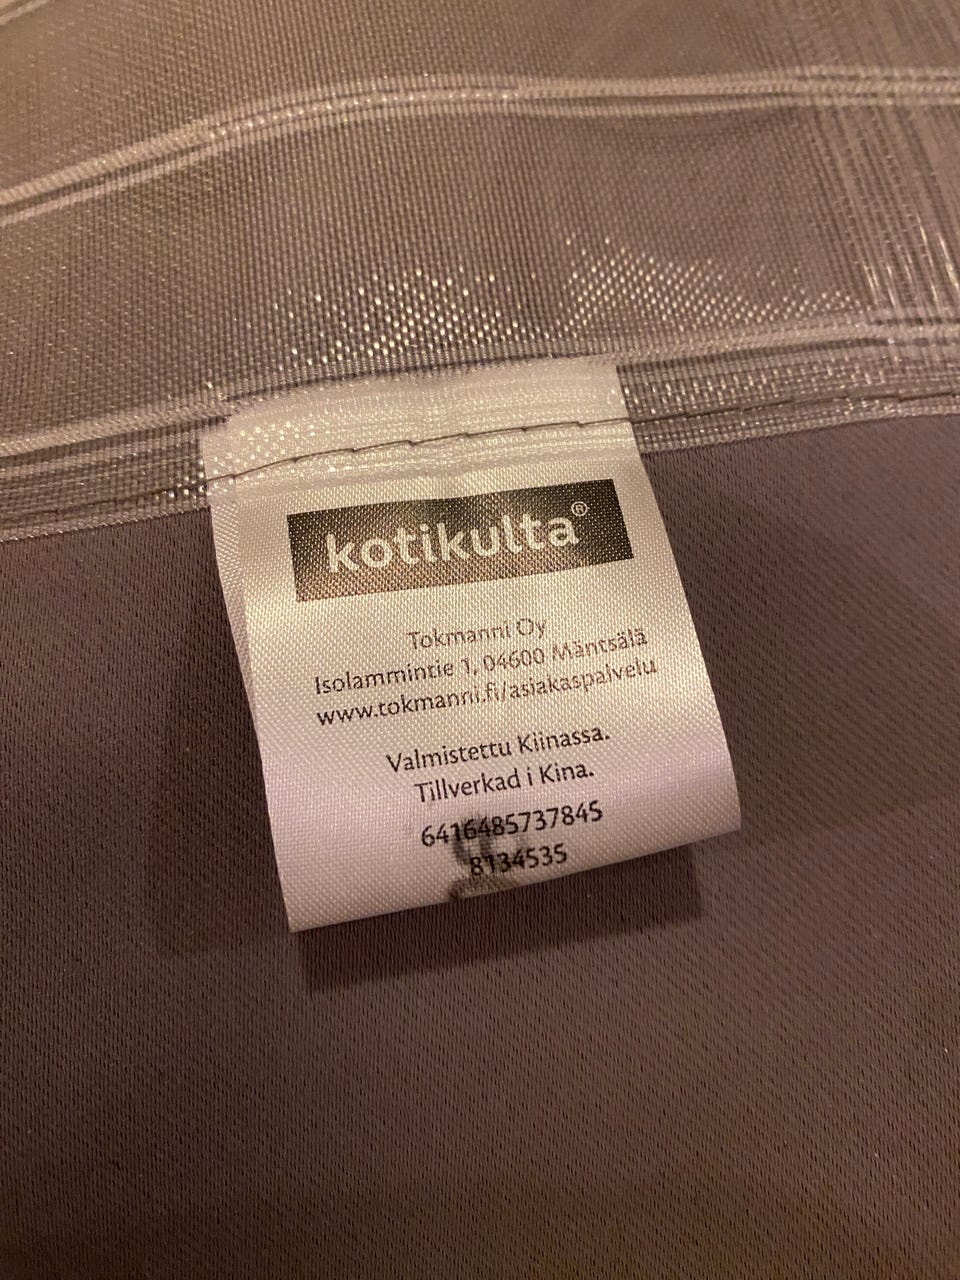 kotikulta®
Tokmanni Oy
Isolammintie 1, 04600 Mäntsälä
www.tokmanni.fi/asiakaspalvelu
Valmistettu Kiinassa.
Tillverkad i Kina.
6416485737845
8134535